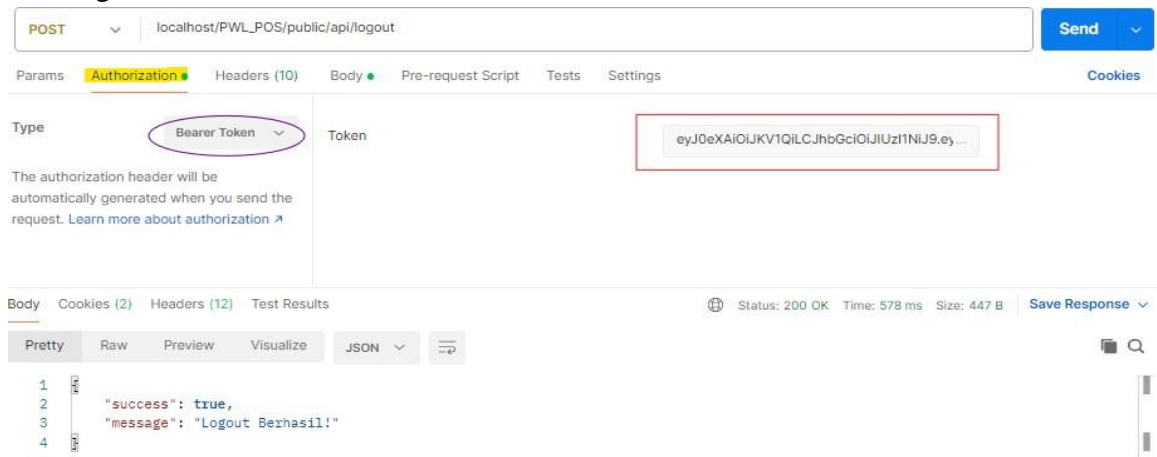 POST localhost/PWL_POS/public/api/logout Send
Params Authorization Headers (10) Body Pre-request Script Tests Settings Cookies
Type Bearer Token Token eyJ0eXAiOiJKV1QiLCJhbGciOiJIUzI1NiJ9.ey...
The authorization header will be
automatically generated when you send the
request. Learn more about authorization ↗
Body Cookies (2) Headers (12) Test Results Status: 200 OK Time: 578 ms Size: 447 B Save Response
Pretty Raw Preview Visualize JSON
1 {
2 "success": true,
3 "message": "Logout Berhasil!"
4 }